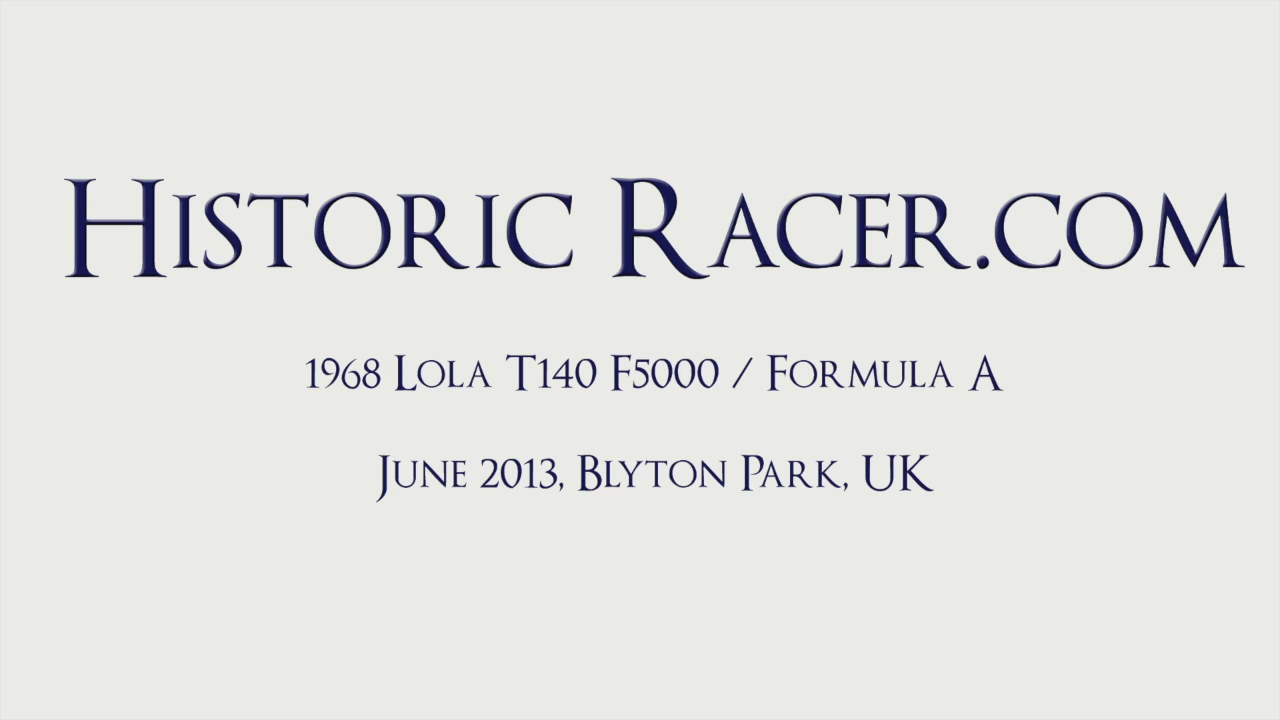 Historic Racer.com
1968 Lola T140 F5000 / Formula A
June 2013, Blyton Park, UK